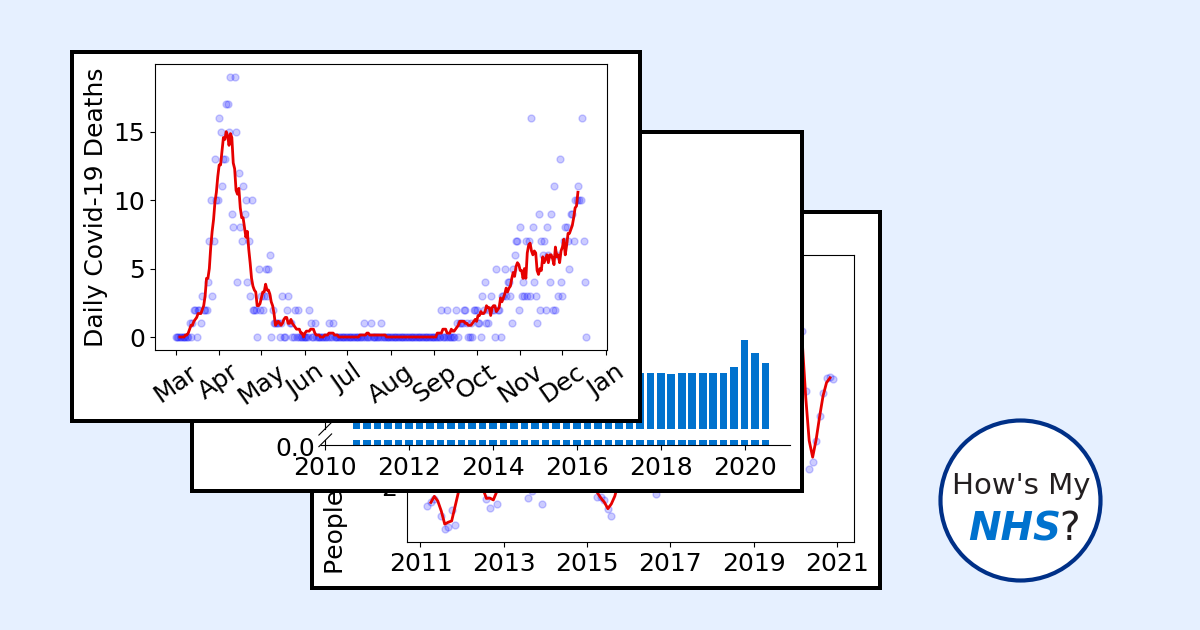 Daily Covid-19 Deaths
15
10
5
0
Mar Apr May Jun Jul Aug Sep Oct Nov Dec Jan
0.0
2010 2012 2014 2016 2018 2020
People
2011 2013 2015 2017 2019 2021
How's My
NHS?